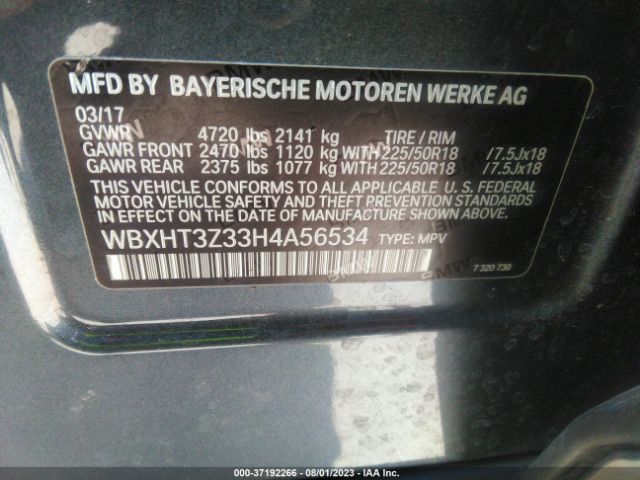 MFD BY BAYERISCHE MOTOREN WERKE AG
03/17
GVWR 4720 lbs 2141 kg TIRE / RIM
GAWR FRONT 2470 lbs 1120 kg WITH 225/50R18 /7.5Jx18
GAWR REAR 2375 lbs 1077 kg WITH 225/50R18 /7.5Jx18
THIS VEHICLE CONFORMS TO ALL APPLICABLE U. S. FEDERAL
MOTOR VEHICLE SAFETY AND THEFT PREVENTION STANDARDS
IN EFFECT ON THE DATE OF MANUFACTURE SHOWN ABOVE.
WBXHT3Z33H4A56534 TYPE: MPV
7 320 730
000-37192266 - 08/01/2023 - IAA Inc.